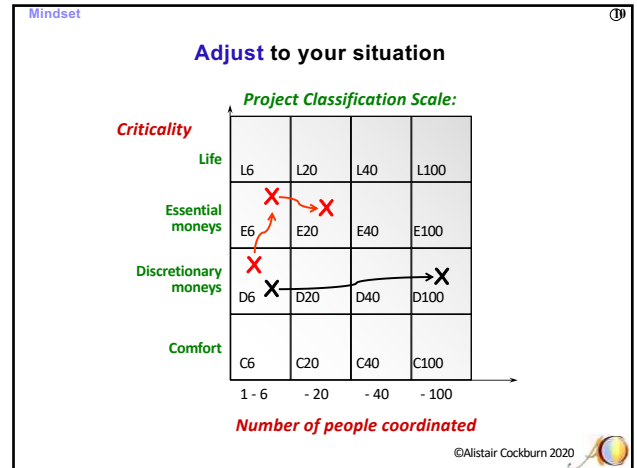 Mindset
10
Adjust to your situation
Project Classification Scale:
Criticality
Life
L6 L20 L40 L100
Essential
moneys
E6 E20 E40 E100
Discretionary
moneys
D6 D20 D40 D100
Comfort
C6 C20 C40 C100
1 - 6 - 20 - 40 - 100
Number of people coordinated
©Alistair Cockburn 2020